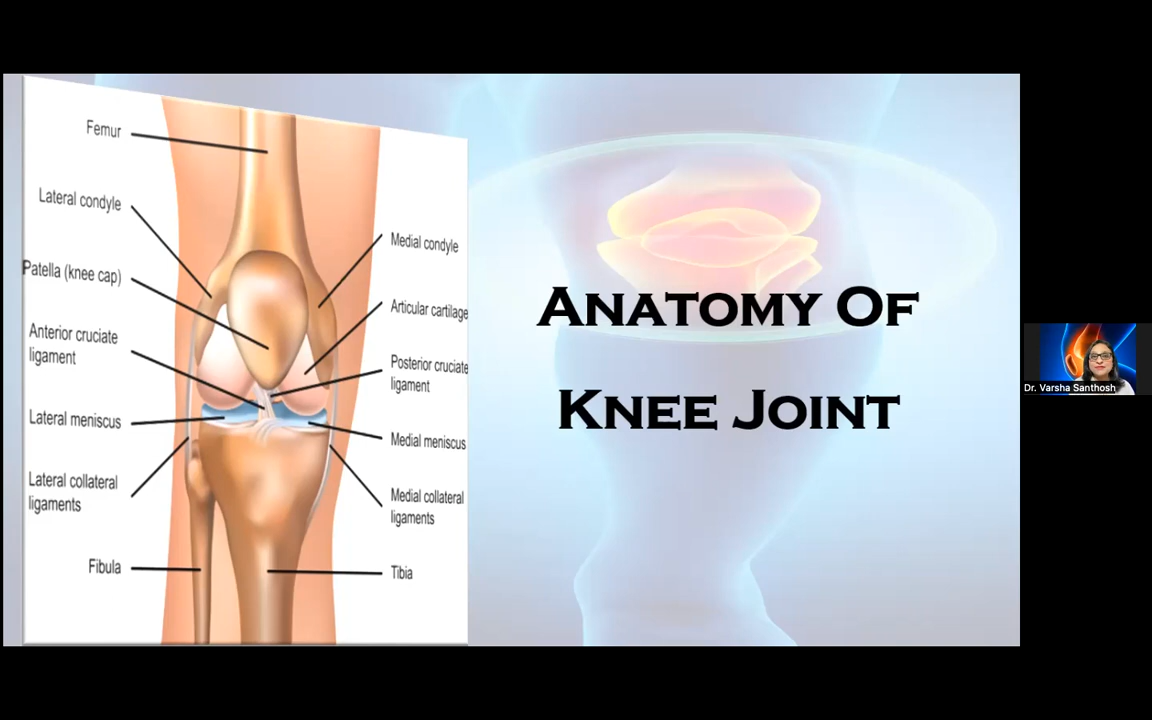 Femur
Lateral condyle
Patella (knee cap)
Anterior cruciate
ligament
Lateral meniscus
Lateral collateral
ligaments
Fibula
Medial condyle
Articular cartilage
Posterior cruciate
ligament
Medial meniscus
Medial collateral
ligaments
Tibia
ANATOMY OF
KNEE JOINT
Dr. Varsha Santhosh